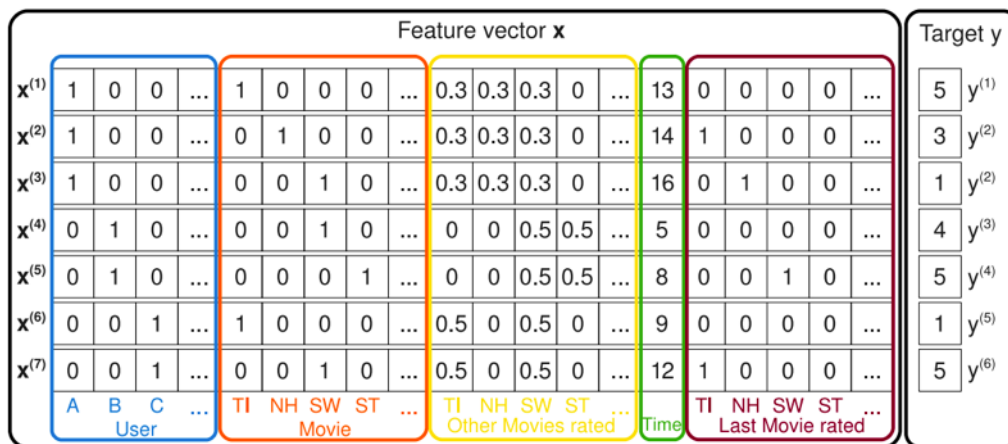 Feature vector x Target y
x(1) 1 0 0 ... 1 0 0 0 ... 0.3 0.3 0.3 0 ... 13 0 0 0 0 ... 5 y(1)
x(2) 1 0 0 ... 0 1 0 0 ... 0.3 0.3 0.3 0 ... 14 1 0 0 0 ... 3 y(2)
x(3) 1 0 0 ... 0 0 1 0 ... 0.3 0.3 0.3 0 ... 16 0 1 0 0 ... 1 y(2)
x(4) 0 1 0 ... 0 0 1 0 ... 0 0 0.5 0.5 ... 5 0 0 0 0 ... 4 y(3)
x(5) 0 1 0 ... 0 0 0 1 ... 0 0 0.5 0.5 ... 8 0 0 1 0 ... 5 y(4)
x(6) 0 0 1 ... 1 0 0 0 ... 0.5 0 0.5 0 ... 9 0 0 0 0 ... 1 y(5)
x(7) 0 0 1 ... 0 0 1 0 ... 0.5 0 0.5 0 ... 12 1 0 0 0 ... 5 y(6)
A B C ... TI NH SW ST ... TI NH SW ST ... TI NH SW ST ...
User Movie Other Movies rated Time Last Movie rated